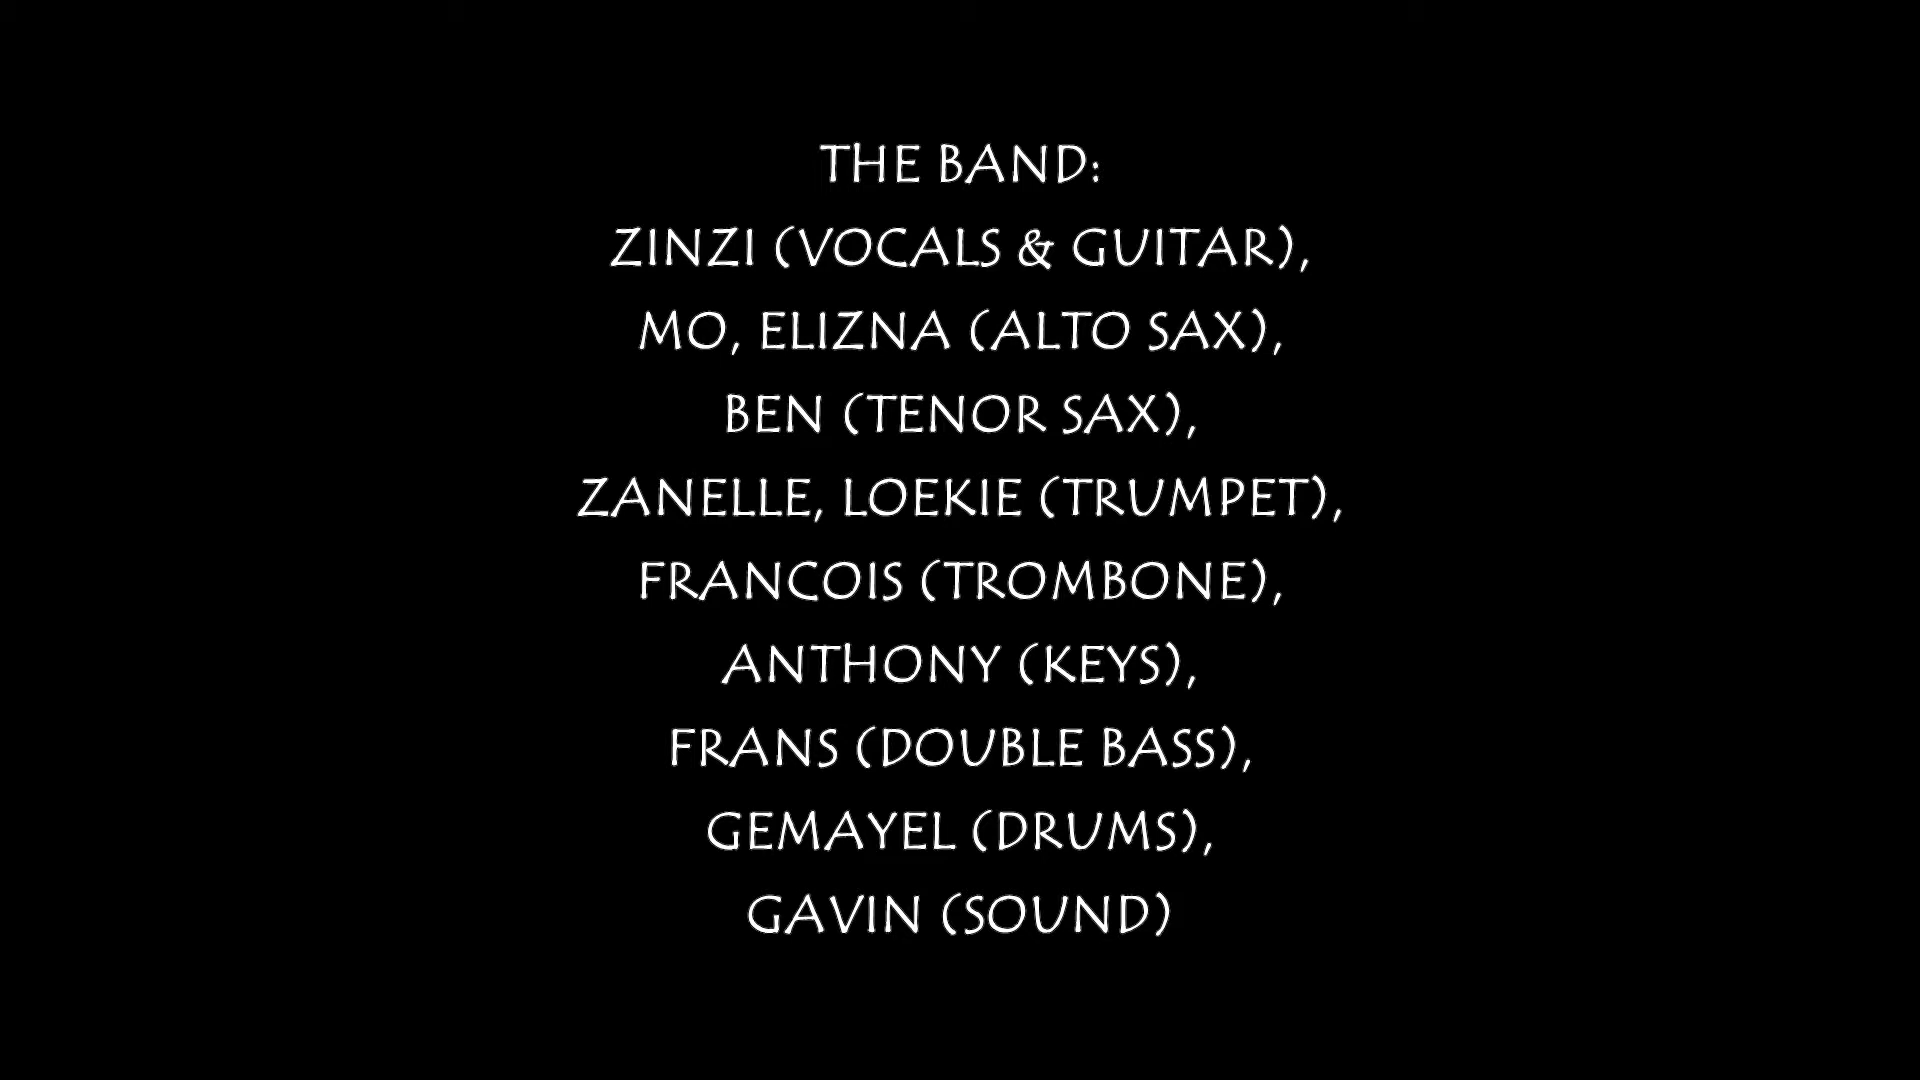 THE BAND:
ZINZI (VOCALS & GUITAR),
MO, ELIZNA (ALTO SAX),
BEN (TENOR SAX),
ZANELLE, LOEKIE (TRUMPET),
FRANCOIS (TROMBONE),
ANTHONY (KEYS),
FRANS (DOUBLE BASS),
GEMAYEL (DRUMS),
GAVIN (SOUND)